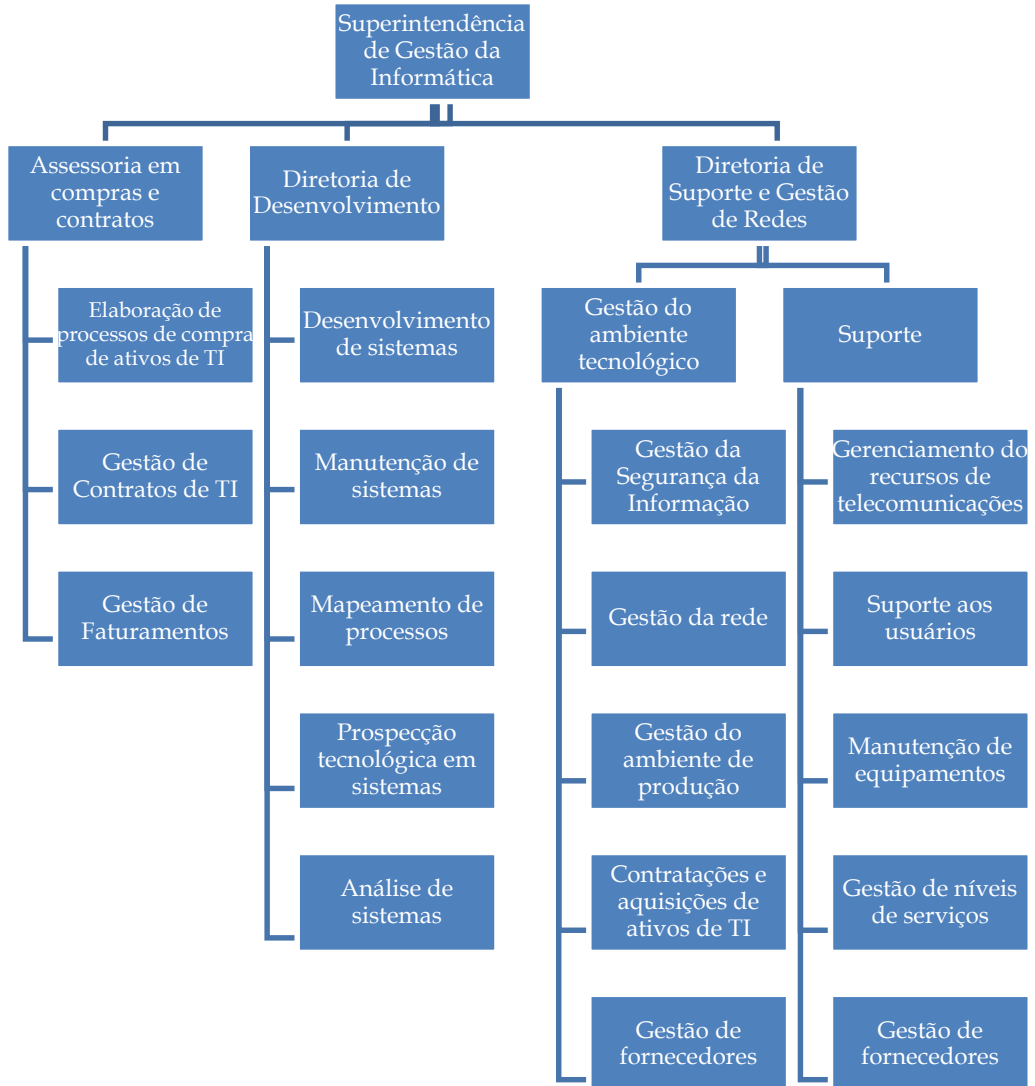 Superintendência
de Gestão da
Informática
Assessoria em
compras e
contratos
Diretoria de
Desenvolvimento
Diretoria de
Suporte e Gestão
de Redes
Elaboração de
processos de compra
de ativos de TI
Gestão de
Contratos de TI
Gestão de
Faturamentos
Desenvolvimento
de sistemas
Manutenção de
sistemas
Mapeamento de
processos
Prospecção
tecnológica em
sistemas
Análise de
sistemas
Gestão do
ambiente
tecnológico
Gestão da
Segurança da
Informação
Gestão da rede
Gestão do
ambiente de
produção
Contratações e
aquisições de
ativos de TI
Gestão de
fornecedores
Suporte
Gerenciamento do
recursos de
telecomunicações
Suporte aos
usuários
Manutenção de
equipamentos
Gestão de níveis
de serviços
Gestão de
fornecedores